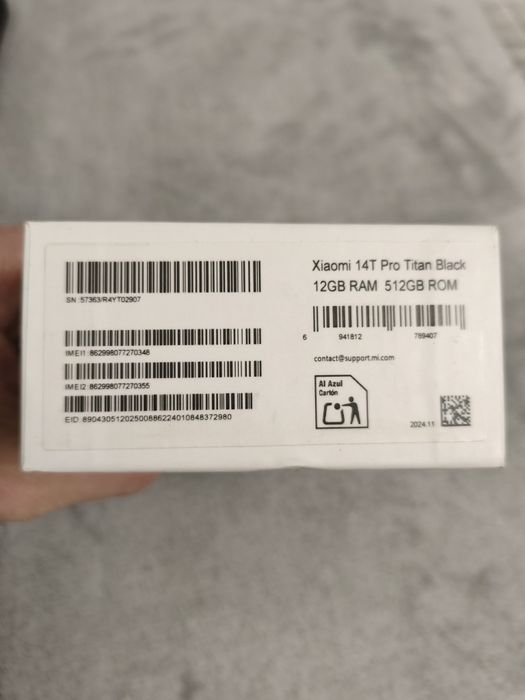 SN :57363/R4YT02907
IMEI1: 862998077270348
IMEI2: 862998077270355
EID: 89043051202500886224010848372980
Xiaomi 14T Pro Titan Black
12GB RAM 512GB ROM
6 941812 789407
contact@support.mi.com
Al Azul
Cartón
2024.11